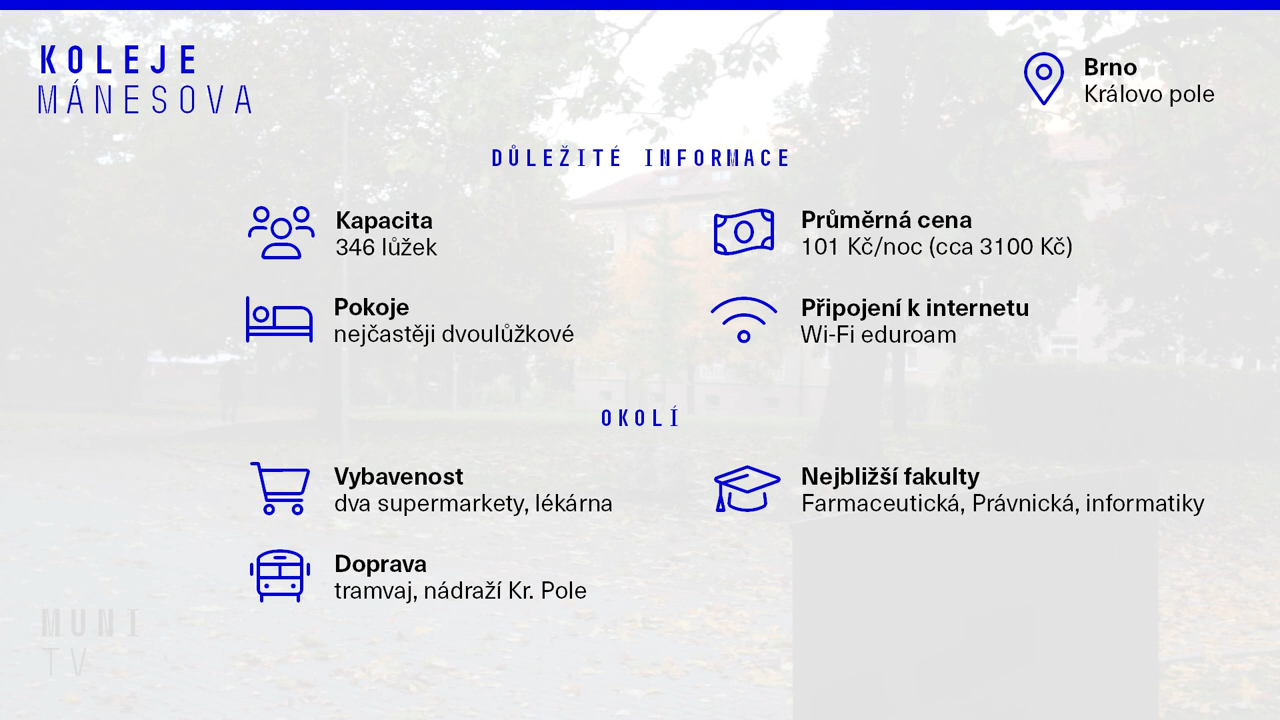 KOLEJE
MÁNESOVA
Brno
Královo pole
DŮLEŽITÉ INFORMACE
Kapacita
346 lůžek
Průměrná cena
101 Kč/noc (cca 3100 Kč)
Pokoje
nejčastěji dvoulůžkové
Připojení k internetu
Wi-Fi eduroam
OKOLÍ
Vybavenost
dva supermarkety, lékárna
Nejbližší fakulty
Farmaceutická, Právnická, informatiky
Doprava
tramvaj, nádraží Kr. Pole
MUNI
TV